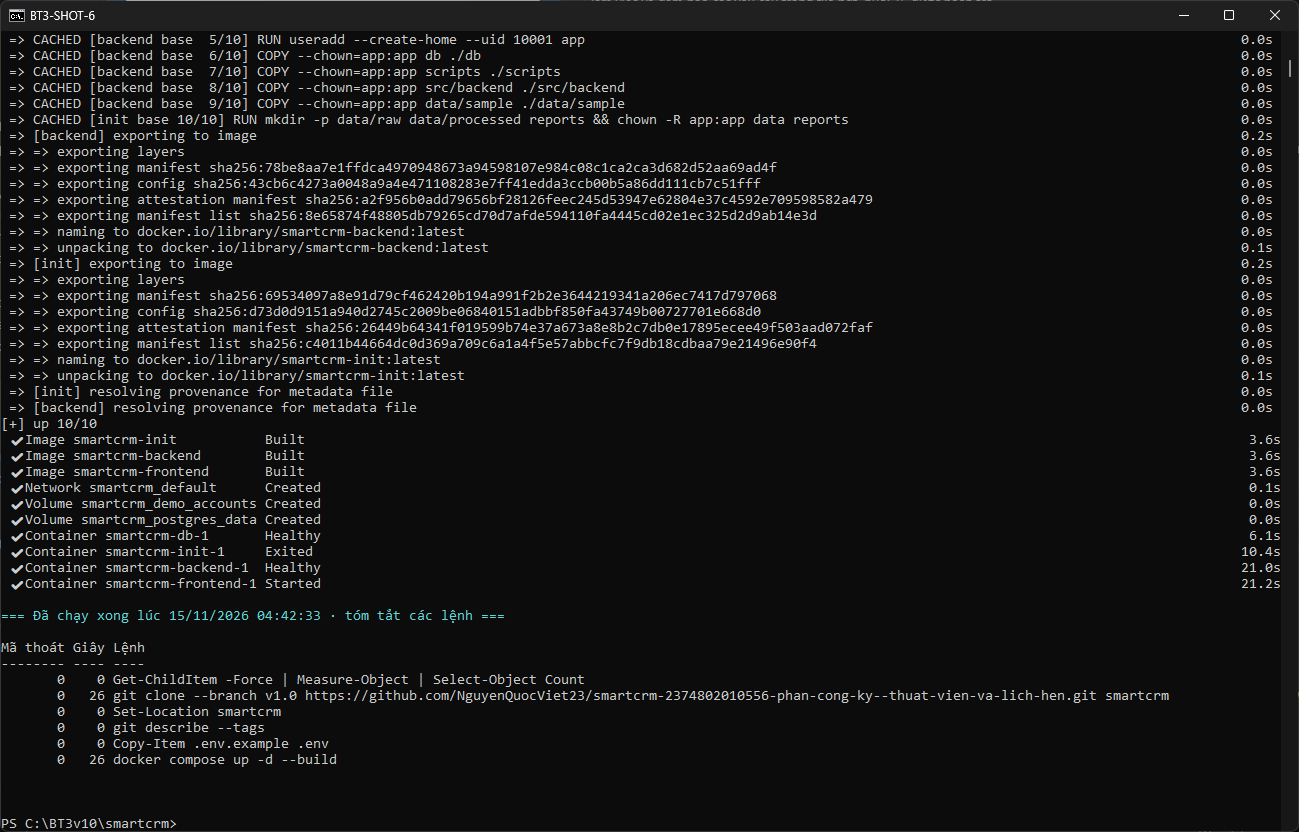 BT3-SHOT-6
=> CACHED [backend base  5/10] RUN useradd --create-home --uid 10001 app 0.0s
=> CACHED [backend base  6/10] COPY --chown=app:app db ./db 0.0s
=> CACHED [backend base  7/10] COPY --chown=app:app scripts ./scripts 0.0s
=> CACHED [backend base  8/10] COPY --chown=app:app src/backend ./src/backend 0.0s
=> CACHED [backend base  9/10] COPY --chown=app:app data/sample ./data/sample 0.0s
=> CACHED [init base 10/10] RUN mkdir -p data/raw data/processed reports && chown -R app:app data reports 0.0s
=> [backend] exporting to image 0.2s
=> => exporting layers 0.0s
=> => exporting manifest sha256:78be8aa7e1ffdca4970948673a94598107e984c08c1ca2ca3d682d52aa69ad4f 0.0s
=> => exporting config sha256:43cb6c4273a0048a9a4e471108283e7ff41edda3ccb00b5a86dd111cb7c51fff 0.0s
=> => exporting attestation manifest sha256:a2f956b0add79656bf28126feec245d53947e62804e37c4592e709598582a479 0.0s
=> => exporting manifest list sha256:8e65874f48805db79265cd70d7afde594110fa4445cd02e1ec325d2d9ab14e3d 0.0s
=> => naming to docker.io/library/smartcrm-backend:latest 0.0s
=> => unpacking to docker.io/library/smartcrm-backend:latest 0.1s
=> [init] exporting to image 0.2s
=> => exporting layers 0.0s
=> => exporting manifest sha256:69534097a8e91d79cf462420b194a991f2b2e3644219341a206ec7417d797068 0.0s
=> => exporting config sha256:d73d0d9151a940d2745c2009be06840151adbbf850fa43749b00727701e668d0 0.0s
=> => exporting attestation manifest sha256:26449b64341f019599b74e37a673a8e8b2c7db0e17895ecee49f503aad072faf 0.0s
=> => exporting manifest list sha256:c4011b44664dc0d369a709c6a1a4f5e57abbcfc7f9db18cdbaa79e21496e90f4 0.0s
=> => naming to docker.io/library/smartcrm-init:latest 0.0s
=> => unpacking to docker.io/library/smartcrm-init:latest 0.1s
=> [init] resolving provenance for metadata file 0.0s
=> [backend] resolving provenance for metadata file 0.0s
[+] up 10/10
✔Image smartcrm-init Built 3.6s
✔Image smartcrm-backend Built 3.6s
✔Image smartcrm-frontend Built 3.6s
✔Network smartcrm_default Created 0.1s
✔Volume smartcrm_demo_accounts Created 0.0s
✔Volume smartcrm_postgres_data Created 0.0s
✔Container smartcrm-db-1 Healthy 6.1s
✔Container smartcrm-init-1 Exited 10.4s
✔Container smartcrm-backend-1 Healthy 21.0s
✔Container smartcrm-frontend-1 Started 21.2s
=== Đã chạy xong lúc 15/11/2026 04:42:33 · tóm tắt các lệnh ===
Mã thoát Giây Lệnh
-------- ---- ----
0 0 Get-ChildItem -Force | Measure-Object | Select-Object Count
0 26 git clone --branch v1.0 https://github.com/NguyenQuocViet23/smartcrm-2374802010556-phan-cong-ky--thuat-vien-va-lich-hen.git smartcrm
0 0 Set-Location smartcrm
0 0 git describe --tags
0 0 Copy-Item .env.example .env
0 26 docker compose up -d --build
PS C:\BT3v10\smartcrm>